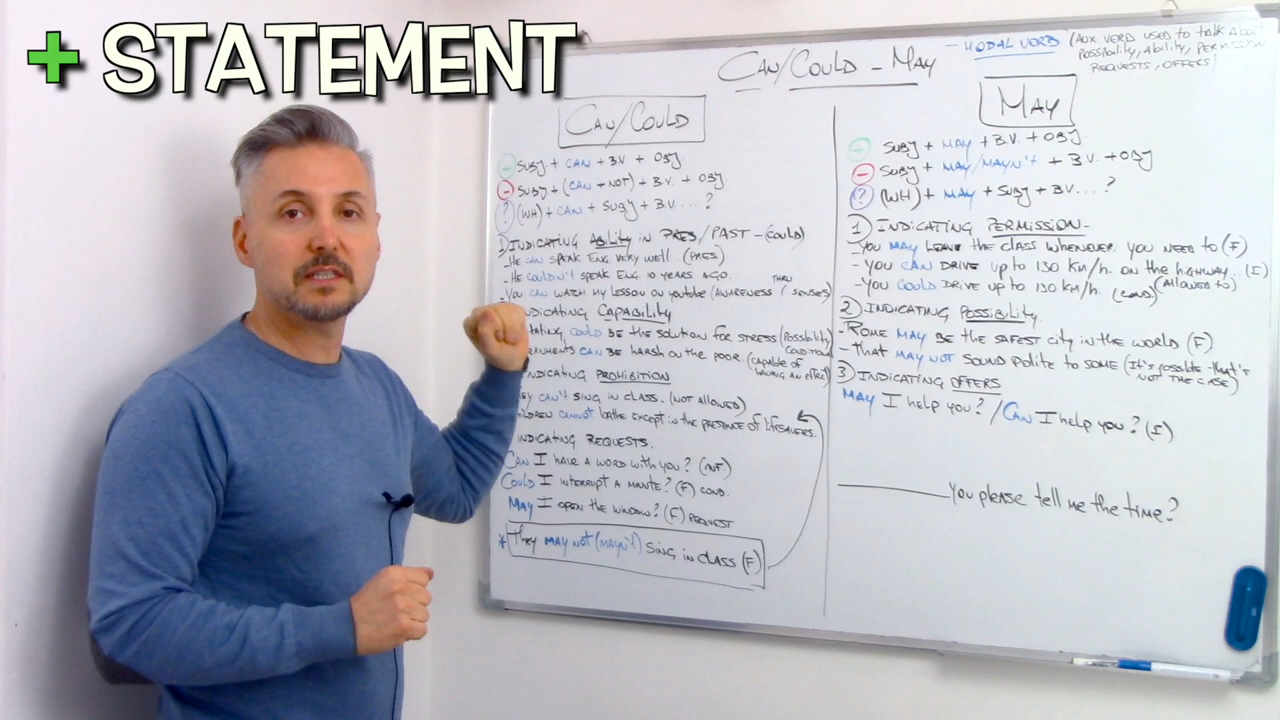 + STATEMENT
CAN/COULD - MAY
- MODAL VERB (AUX VERB USED TO TALK ABOUT
POSSIBILITY, ABILITY, PERMISSION
REQUESTS, OFFERS)
CAN/COULD
+ SUBJ + CAN + B.V. + OBJ.
- SUBJ + (CAN + NOT) + B.V. + OBJ
? (WH) + CAN + SUBJ + B.V. ....?
1) INDICATING ABILITY IN PRES/PAST - (COULD)
- HE CAN SPEAK ENG VERY WELL.. (PRES)
- HE COULDN'T SPEAK ENG 10 YEARS AGO.
- YOU CAN WATCH MY LESSON ON YOUTUBE (AWARENESS THRU SENSES)
INDICATING CAPABILITY
TATING COULD BE THE SOLUTION FOR STRESS (POSSIBILITY
CONDITIONAL
ERNMENTS CAN BE HARSH ON THE POOR (CAPABLE OF
HAVING AN EFFECT)
INDICATING PROHIBITION
EY CAN'T SING IN CLASS. (NOT ALLOWED)
ILDREN CANNOT BATHE EXCEPT IN THE PRESENCE OF LIFESAVERS.
INDICATING REQUESTS.
CAN I HAVE A WORD WITH YOU? (INF)
COULD I INTERRUPT A MINUTE? (F) COND.
MAY I OPEN THE WINDOW? (F) REQUEST
* THEY MAY NOT (MAYN'T) SING IN CLASS (F)
MAY
+ SUBJ + MAY + B.V. + OBJ.
- SUBJ + MAY/MAYN'T + B.V. + OBJ
? (WH) + MAY + SUBJ + B.V. ....?
1) INDICATING PERMISSION-
- YOU MAY LEAVE THE CLASS WHENEVER YOU NEED TO (F)
- YOU CAN DRIVE UP TO 130 KM/H. ON THE HIGHWAY.. (I)
- YOU COULD DRIVE UP TO 130 KM/H. (COND) (ALLOWED TO)
2) INDICATING POSSIBILITY
- ROME MAY BE THE SAFEST CITY IN THE WORLD (F)
- THAT MAY NOT SOUND POLITE TO SOME (IT'S POSSIBLE THAT'S
NOT THE CASE)
3) INDICATING OFFERS
MAY I HELP YOU? / CAN I HELP YOU? (I)
________ YOU PLEASE TELL ME THE TIME?